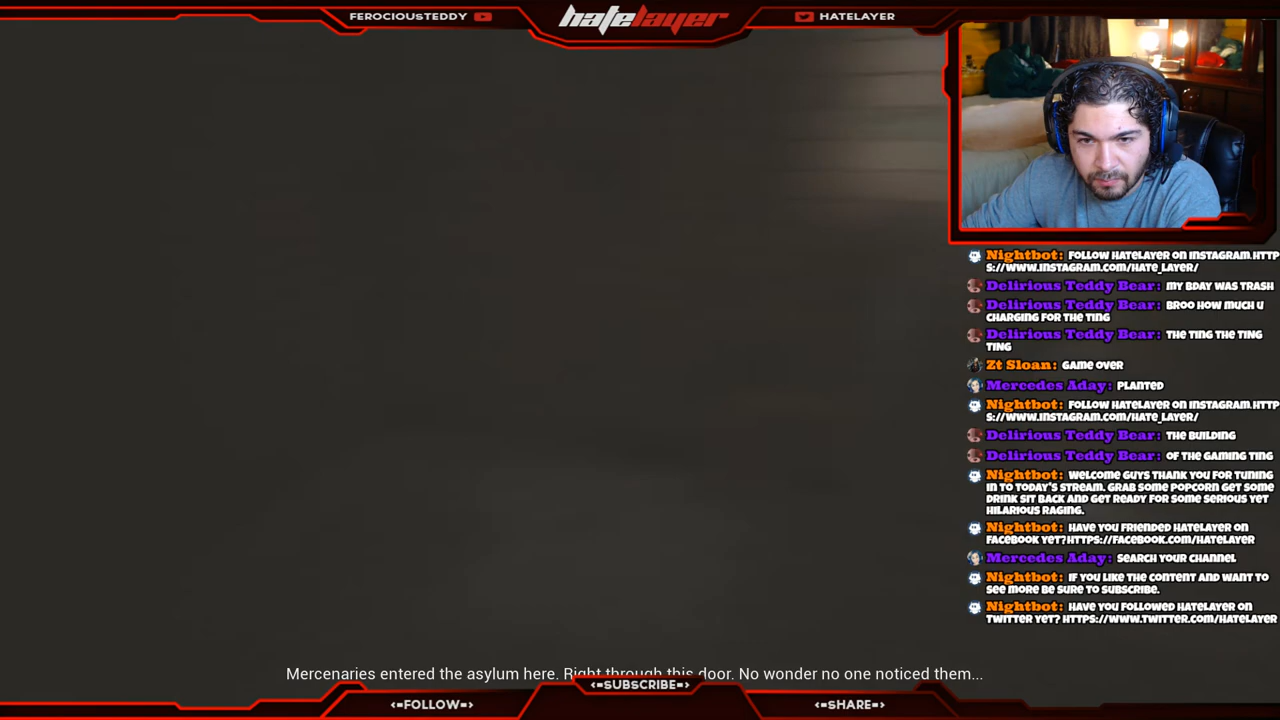 FEROCIOUSTEDDY
hatelayer
HATELAYER
Nightbot: FOLLOW HATELAYER ON INSTAGRAM.HTTP
S://WWW.INSTAGRAM.COM/HATE_LAYER/
Delirious Teddy Bear: MY BDAY WAS TRASH
Delirious Teddy Bear: BROO HOW MUCH U
CHARGING FOR THE TING
Delirious Teddy Bear: THE TING THE TING
TING
Zt Sloan: GAME OVER
Mercedes Aday: PLANTED
Nightbot: FOLLOW HATELAYER ON INSTAGRAM.HTTP
S://WWW.INSTAGRAM.COM/HATE_LAYER/
Delirious Teddy Bear: THE BUILDING
Delirious Teddy Bear: OF THE GAMING TING
Nightbot: WELCOME GUYS THANK YOU FOR TUNING
IN TO TODAY'S STREAM. GRAB SOME POPCORN GET SOME
DRINK SIT BACK AND GET READY FOR SOME SERIOUS YET
HILARIOUS RAGING.
Nightbot: HAVE YOU FRIENDED HATELAYER ON
FACEBOOK YET?HTTPS://FACEBOOK.COM/HATELAYER
Mercedes Aday: SEARCH YOUR CHANNEL
Nightbot: IF YOU LIKE THE CONTENT AND WANT TO
SEE MORE BE SURE TO SUBSCRIBE.
Nightbot: HAVE YOU FOLLOWED HATELAYER ON
TWITTER YET? HTTPS://WWW.TWITTER.COM/HATELAYER
Mercenaries entered the asylum here. Right through this door. No wonder no one noticed them...
<=SUBSCRIBE=>
<=FOLLOW=>
<=SHARE=>